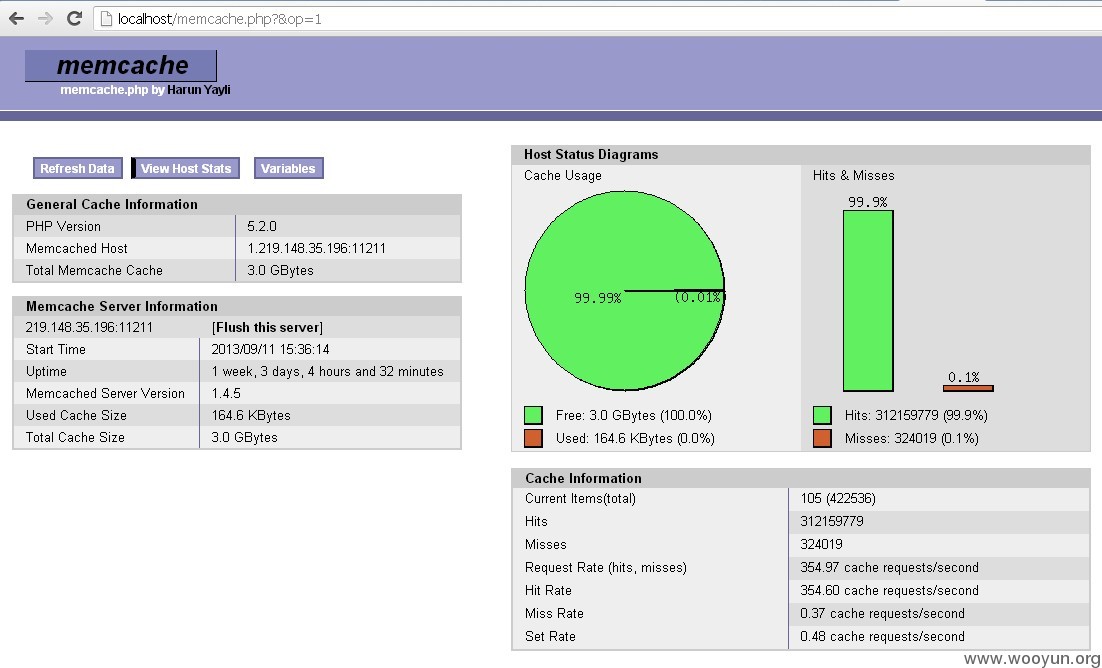 localhost/memcache.php?&op=1
memcache
memcache.php by Harun Yayli
Refresh Data View Host Stats Variables
General Cache Information
PHP Version 5.2.0
Memcached Host 1.219.148.35.196:11211
Total Memcache Cache 3.0 GBytes
Memcache Server Information
219.148.35.196:11211 [Flush this server]
Start Time 2013/09/11 15:36:14
Uptime 1 week, 3 days, 4 hours and 32 minutes
Memcached Server Version 1.4.5
Used Cache Size 164.6 KBytes
Total Cache Size 3.0 GBytes
Host Status Diagrams
Cache Usage Hits & Misses
99.9%
99.99% (0.01%)
0.1%
Free: 3.0 GBytes (100.0%) Hits: 312159779 (99.9%)
Used: 164.6 KBytes (0.0%) Misses: 324019 (0.1%)
Cache Information
Current Items(total) 105 (422536)
Hits 312159779
Misses 324019
Request Rate (hits, misses) 354.97 cache requests/second
Hit Rate 354.60 cache requests/second
Miss Rate 0.37 cache requests/second
Set Rate 0.48 cache requests/second
www.wooyun.org